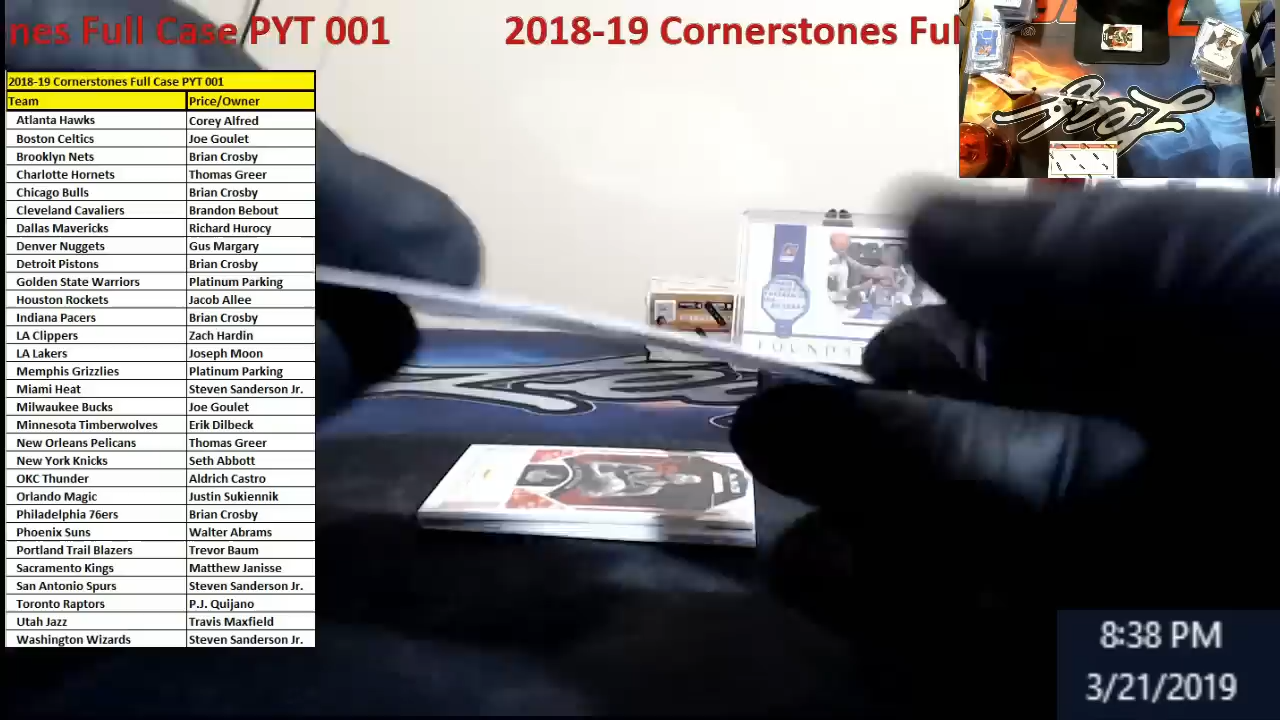 nes Full Case PYT 001 2018-19 Cornerstones Ful
2018-19 Cornerstones Full Case PYT 001
Team Price/Owner
Atlanta Hawks Corey Alfred
Boston Celtics Joe Goulet
Brooklyn Nets Brian Crosby
Charlotte Hornets Thomas Greer
Chicago Bulls Brian Crosby
Cleveland Cavaliers Brandon Bebout
Dallas Mavericks Richard Hurocy
Denver Nuggets Gus Margary
Detroit Pistons Brian Crosby
Golden State Warriors Platinum Parking
Houston Rockets Jacob Allee
Indiana Pacers Brian Crosby
LA Clippers Zach Hardin
LA Lakers Joseph Moon
Memphis Grizzlies Platinum Parking
Miami Heat Steven Sanderson Jr.
Milwaukee Bucks Joe Goulet
Minnesota Timberwolves Erik Dilbeck
New Orleans Pelicans Thomas Greer
New York Knicks Seth Abbott
OKC Thunder Aldrich Castro
Orlando Magic Justin Sukiennik
Philadelphia 76ers Brian Crosby
Phoenix Suns Walter Abrams
Portland Trail Blazers Trevor Baum
Sacramento Kings Matthew Janisse
San Antonio Spurs Steven Sanderson Jr.
Toronto Raptors P.J. Quijano
Utah Jazz Travis Maxfield
Washington Wizards Steven Sanderson Jr.
Leaf
8:38 PM
3/21/2019